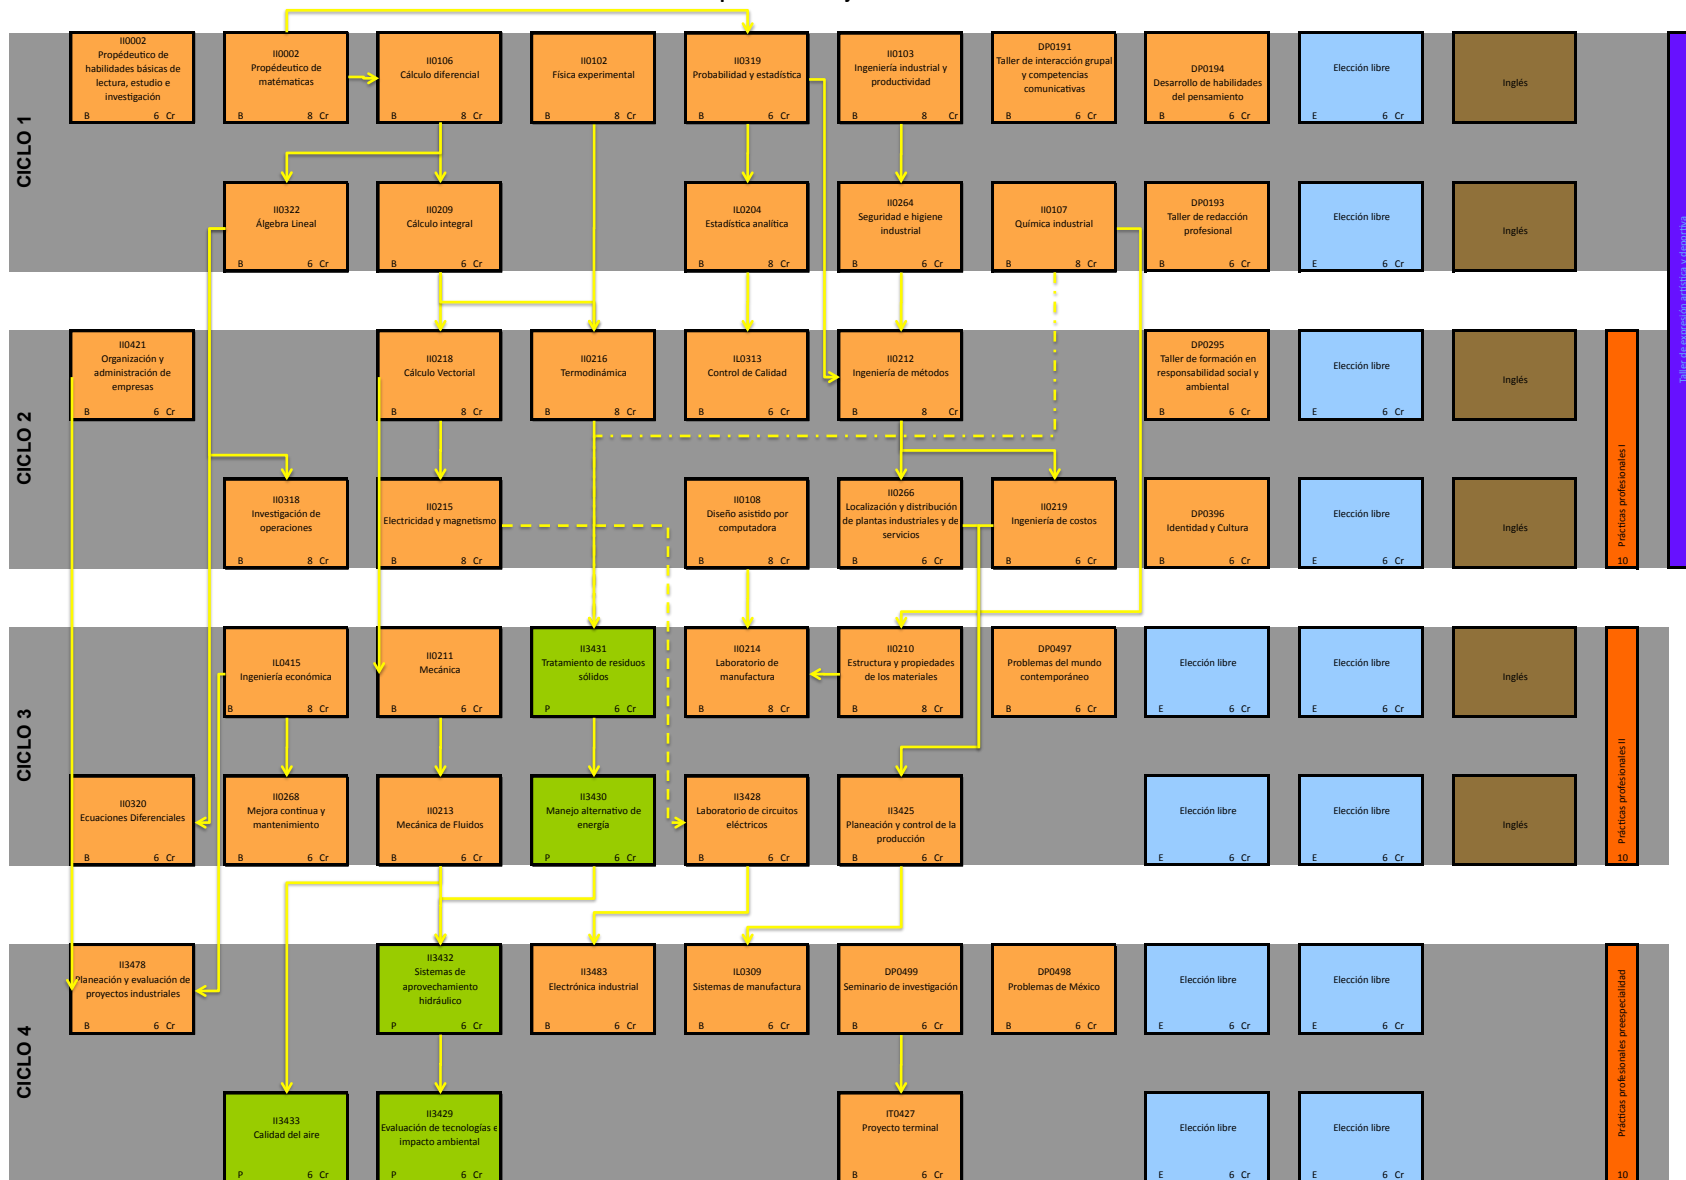 CICLO 1
II0002
Propédeutico de
habilidades básicas de
lectura, estudio e
investigación
B 6 Cr
II0002
Propédeutico de
matématicas
B 8 Cr
II0106
Cálculo diferencial
B 8 Cr
II0102
Física experimental
B 8 Cr
II0319
Probabilidad y estadística
B 6 Cr
II0103
Ingeniería industrial y
productividad
B 8 Cr
DP0191
Taller de interacción grupal
y competencias
comunicativas
B 6 Cr
DP0194
Desarrollo de habilidades
del pensamiento
B 6 Cr
Elección libre
E 6 Cr
Inglés
II0322
Álgebra Lineal
B 6 Cr
II0209
Cálculo integral
B 6 Cr
IL0204
Estadística analítica
B 8 Cr
II0264
Seguridad e higiene
industrial
B 6 Cr
II0107
Química industrial
B 8 Cr
DP0193
Taller de redacción
profesional
B 6 Cr
Elección libre
E 6 Cr
Inglés
Taller de expresión artística y deportiva
CICLO 2
II0421
Organización y
administración de
empresas
B 6 Cr
II0218
Cálculo Vectorial
B 8 Cr
II0216
Termodinámica
B 8 Cr
IL0313
Control de Calidad
B 6 Cr
II0212
Ingeniería de métodos
B 8 Cr
DP0295
Taller de formación en
responsabilidad social y
ambiental
B 6 Cr
Elección libre
E 6 Cr
Inglés
II0318
Investigación de
operaciones
B 8 Cr
II0215
Electricidad y magnetismo
B 8 Cr
II0108
Diseño asistido por
computadora
B 8 Cr
II0266
Localización y distribución
de plantas industriales y de
servicios
B 6 Cr
II0219
Ingeniería de costos
B 6 Cr
DP0396
Identidad y Cultura
B 6 Cr
Elección libre
E 6 Cr
Inglés
Prácticas profesionales I
10
CICLO 3
IL0415
Ingeniería económica
B 8 Cr
II0211
Mecánica
B 6 Cr
II3431
Tratamiento de residuos
sólidos
P 6 Cr
II0214
Laboratorio de
manufactura
B 8 Cr
II0210
Estructura y propiedades
de los materiales
B 8 Cr
DP0497
Problemas del mundo
contemporáneo
B 6 Cr
Elección libre
E 6 Cr
Elección libre
E 6 Cr
Inglés
II0320
Ecuaciones Diferenciales
B 6 Cr
II0268
Mejora continua y
mantenimiento
B 6 Cr
II0213
Mecánica de Fluidos
B 6 Cr
II3430
Manejo alternativo de
energía
P 6 Cr
II3428
Laboratorio de circuitos
eléctricos
B 6 Cr
II3425
Planeación y control de la
producción
B 6 Cr
Elección libre
E 6 Cr
Elección libre
E 6 Cr
Inglés
Prácticas profesionales II
10
CICLO 4
II3478
Planeación y evaluación de
proyectos industriales
B 6 Cr
II3432
Sistemas de
aprovechamiento
hidráulico
P 6 Cr
II3483
Electrónica industrial
B 6 Cr
IL0309
Sistemas de manufactura
B 6 Cr
DP0499
Seminario de investigación
B 6 Cr
DP0498
Problemas de México
B 6 Cr
Elección libre
E 6 Cr
Elección libre
E 6 Cr
II3433
Calidad del aire
P 6 Cr
II3429
Evaluación de tecnologías e
impacto ambiental
P 6 Cr
IT0427
Proyecto terminal
B 6 Cr
Elección libre
E 6 Cr
Elección libre
E 6 Cr
Prácticas profesionales preespecialidad
10